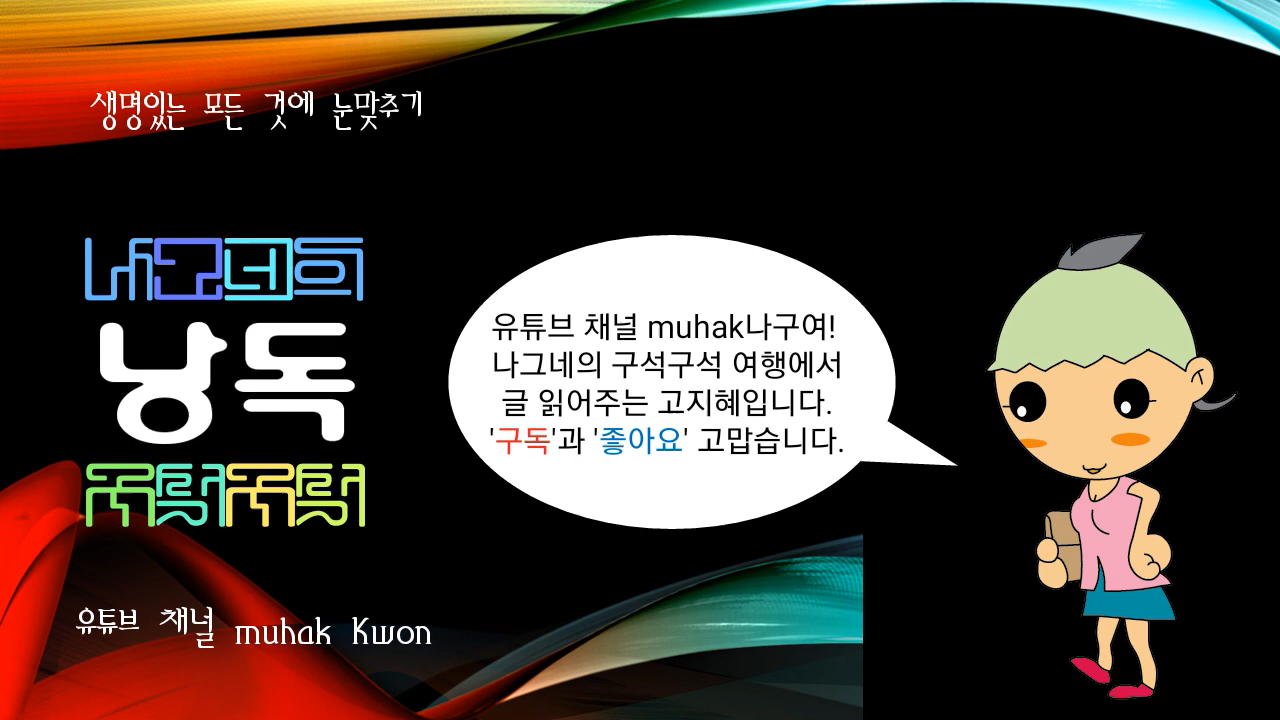 생명있는 모든 것에 눈맞추기
나그네의
낭독
구석구석
유튜브 채널 muhak나구여!
나그네의 구석구석 여행에서
글 읽어주는 고지혜입니다.
'구독'과 '좋아요' 고맙습니다.
유튜브 채널 muhak Kwon